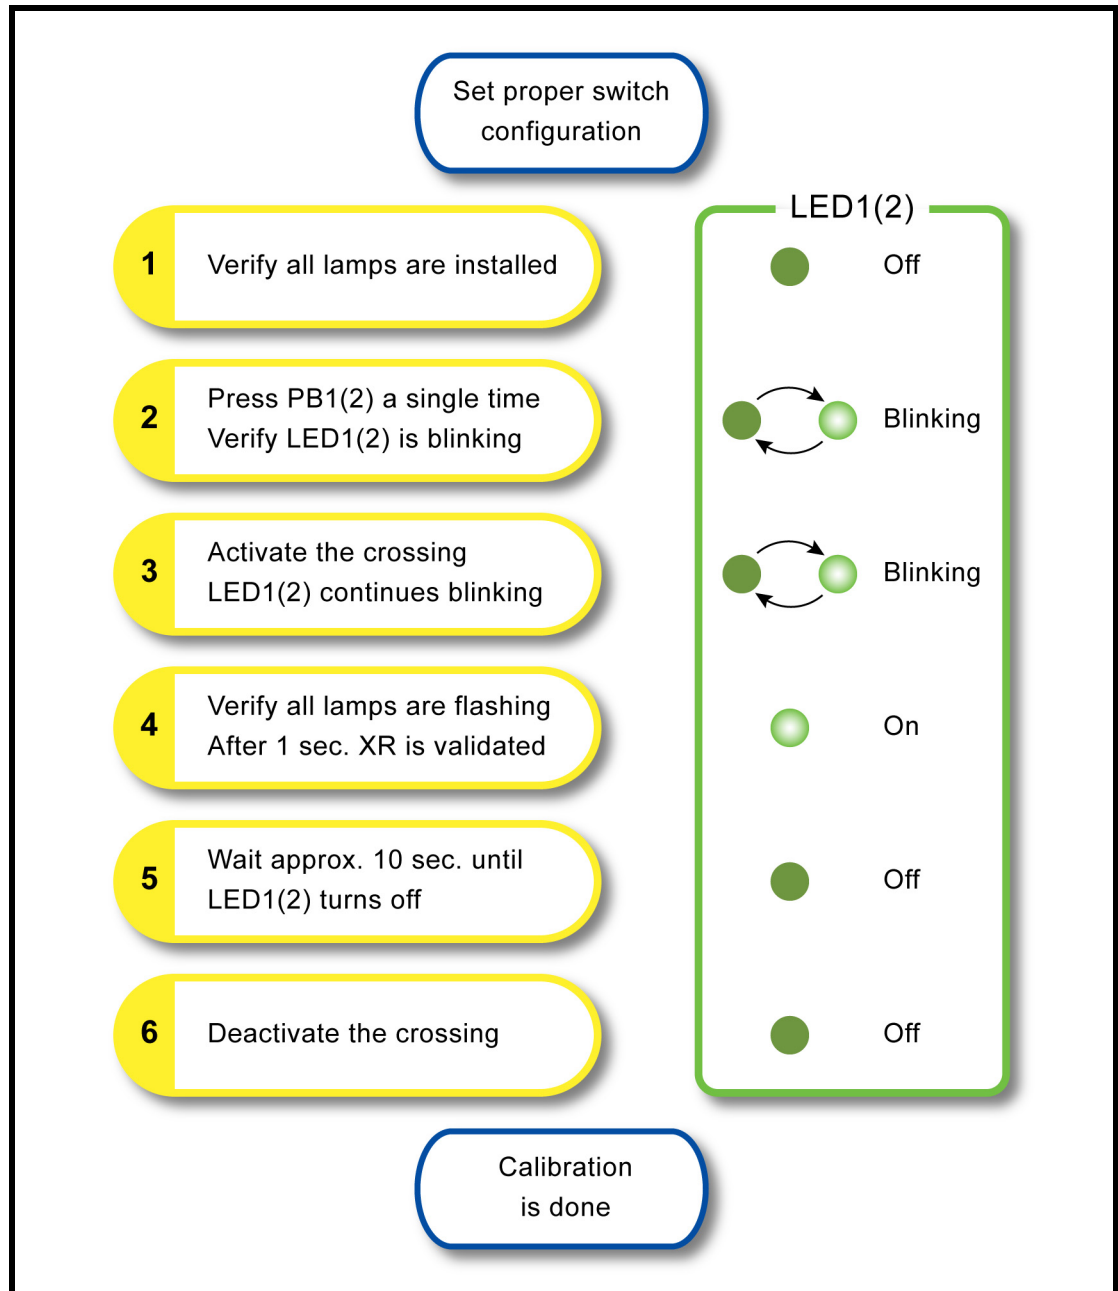 Set proper switch
configuration
LED1(2)
1
Verify all lamps are installed
Off
2
Press PB1(2) a single time
Verify LED1(2) is blinking
Blinking
3
Activate the crossing
LED1(2) continues blinking
Blinking
4
Verify all lamps are flashing
After 1 sec. XR is validated
On
5
Wait approx. 10 sec. until
LED1(2) turns off
Off
6
Deactivate the crossing
Off
Calibration
is done